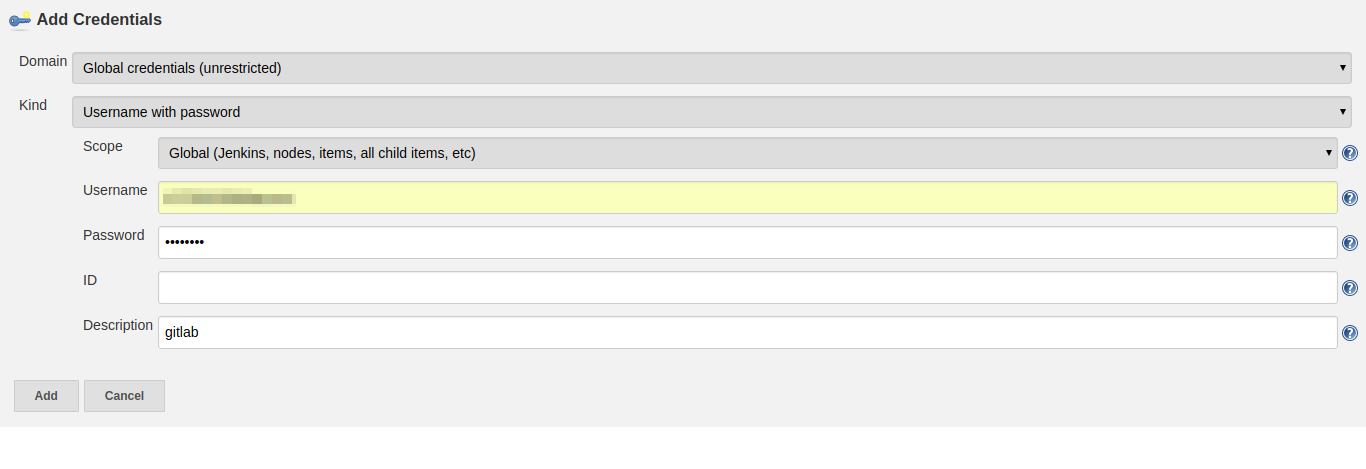 Add Credentials
Domain Global credentials (unrestricted)
Kind Username with password
Scope Global (Jenkins, nodes, items, all child items, etc)
Username
Password ••••••••
ID
Description gitlab
Add Cancel